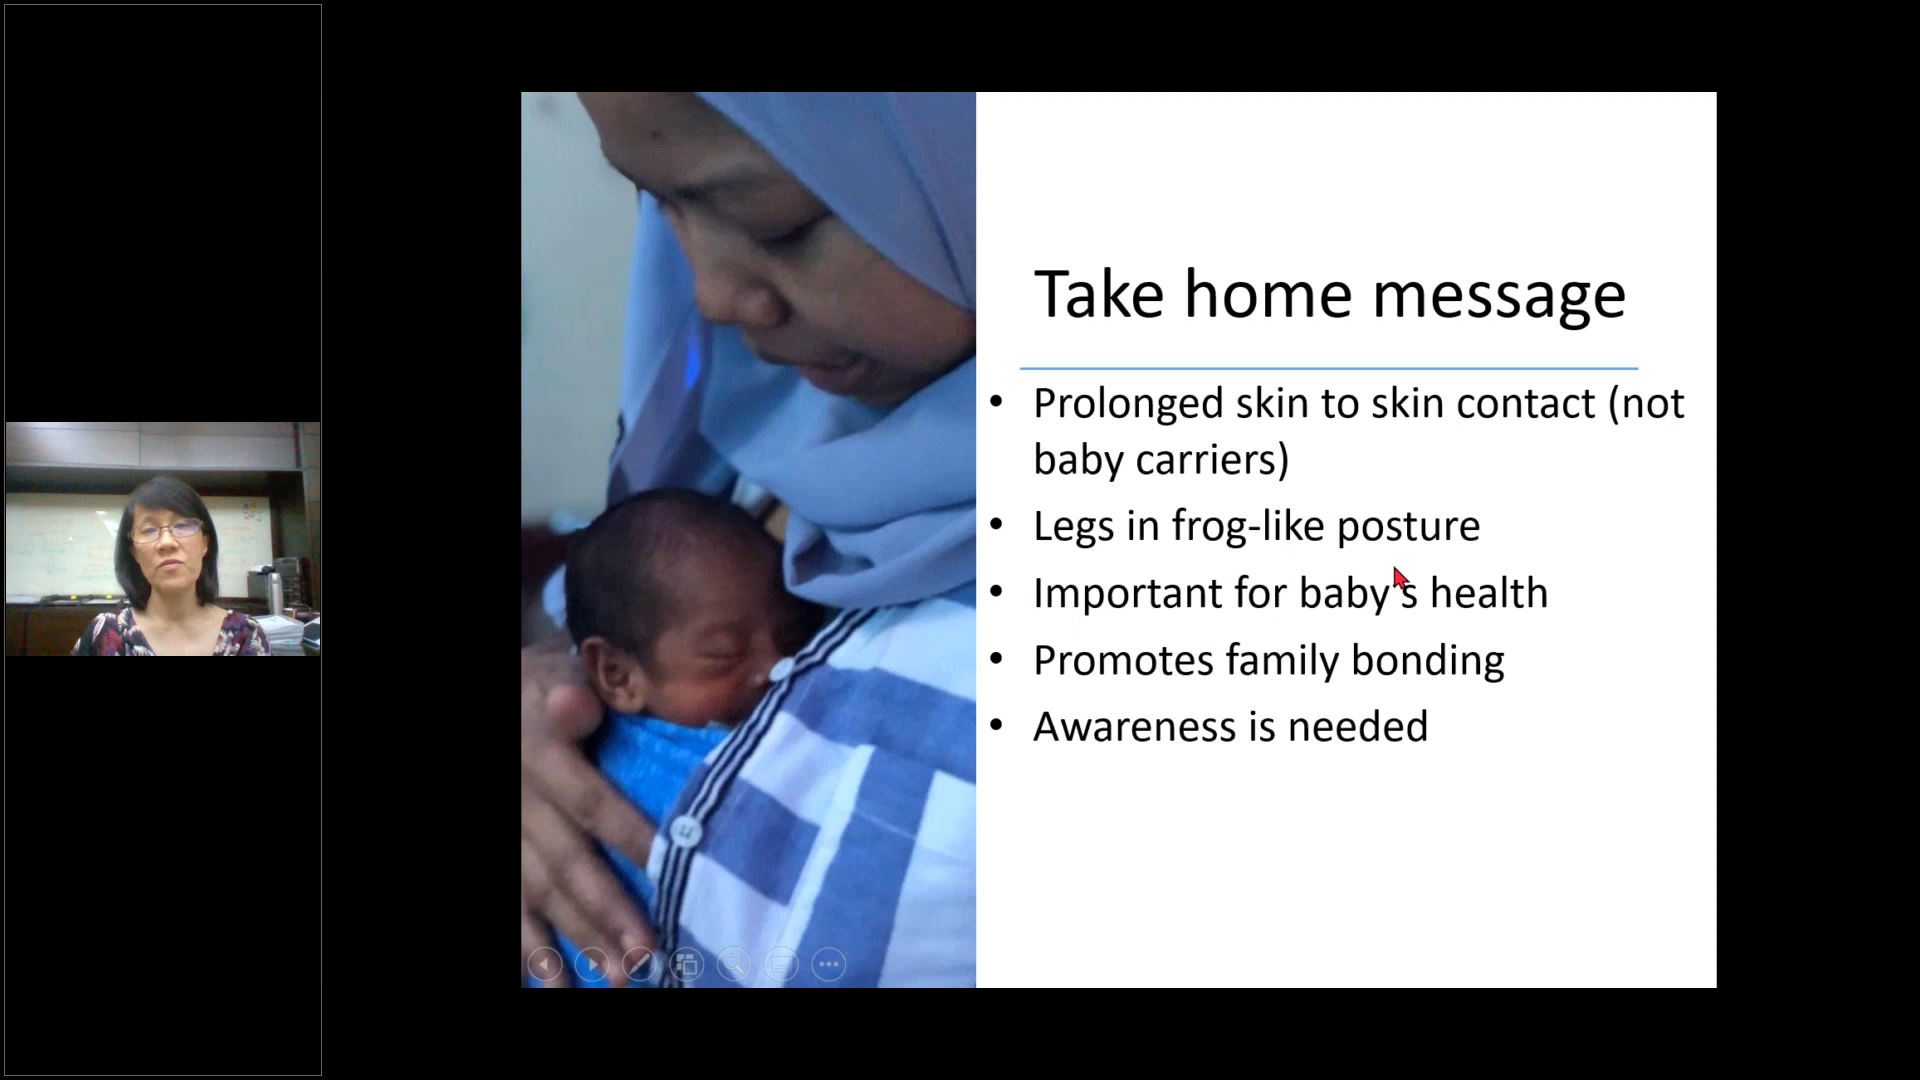 Take home message
• Prolonged skin to skin contact (not
baby carriers)
• Legs in frog-like posture
• Important for baby's health
• Promotes family bonding
• Awareness is needed